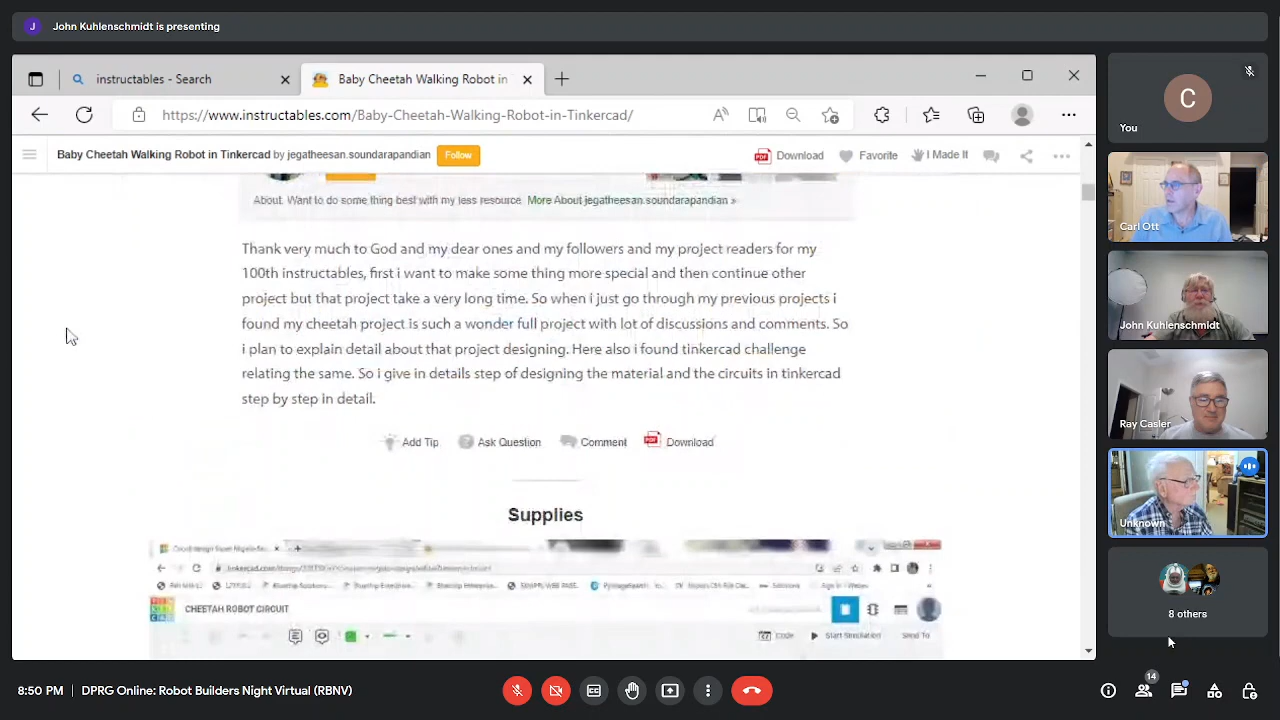 J John Kuhlenschmidt is presenting
instructables - Search
Baby Cheetah Walking Robot in
https://www.instructables.com/Baby-Cheetah-Walking-Robot-in-Tinkercad/
Baby Cheetah Walking Robot in Tinkercad by jegatheesan.soundarapandian Follow
PDF Download Favorite I Made It
About: Want to do some thing best with my less resource. More About jegatheesan.soundarapandian »
Thank very much to God and my dear ones and my followers and my project readers for my
100th instructables, first i want to make some thing more special and then continue other
project but that project take a very long time. So when i just go through my previous projects i
found my cheetah project is such a wonder full project with lot of discussions and comments. So
i plan to explain detail about that project designing. Here also i found tinkercad challenge
relating the same. So i give in details step of designing the material and the circuits in tinkercad
step by step in detail.
Add Tip Ask Question Comment PDF Download
Supplies
CHEETAH ROBOT CIRCUIT
Code Start Simulation Send To
C
You
Carl Ott
John Kuhlenschmidt
Ray Casler
Unknown
8 others
8:50 PM | DPRG Online: Robot Builders Night Virtual (RBNV)
14